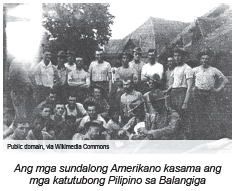 Public domain, via Wikimedia Commons
Ang mga sundalong Amerikano kasama ang
mga katutubong Pilipino sa Balangiga